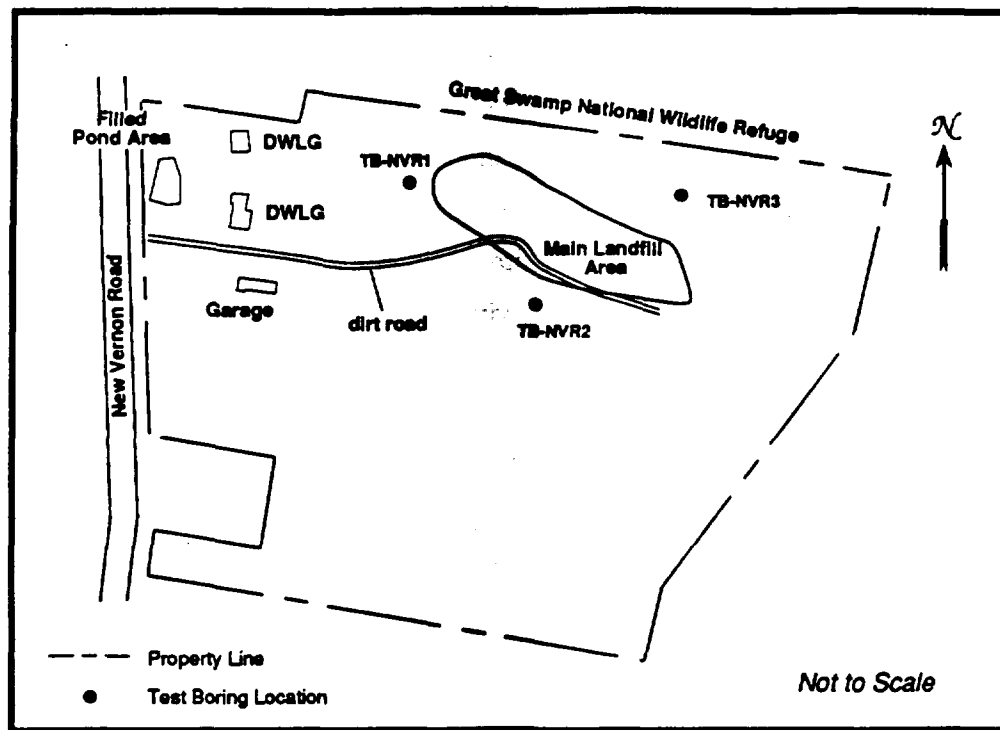 Great Swamp National Wildlife Refuge
N
Filled
Pond Area
DWLG
TB-NVR1
TB-NVR3
DWLG
Main Landfill
Area
Garage
dirt road
TB-NVR2
New Vernon Road
Property Line
Test Boring Location
Not to Scale